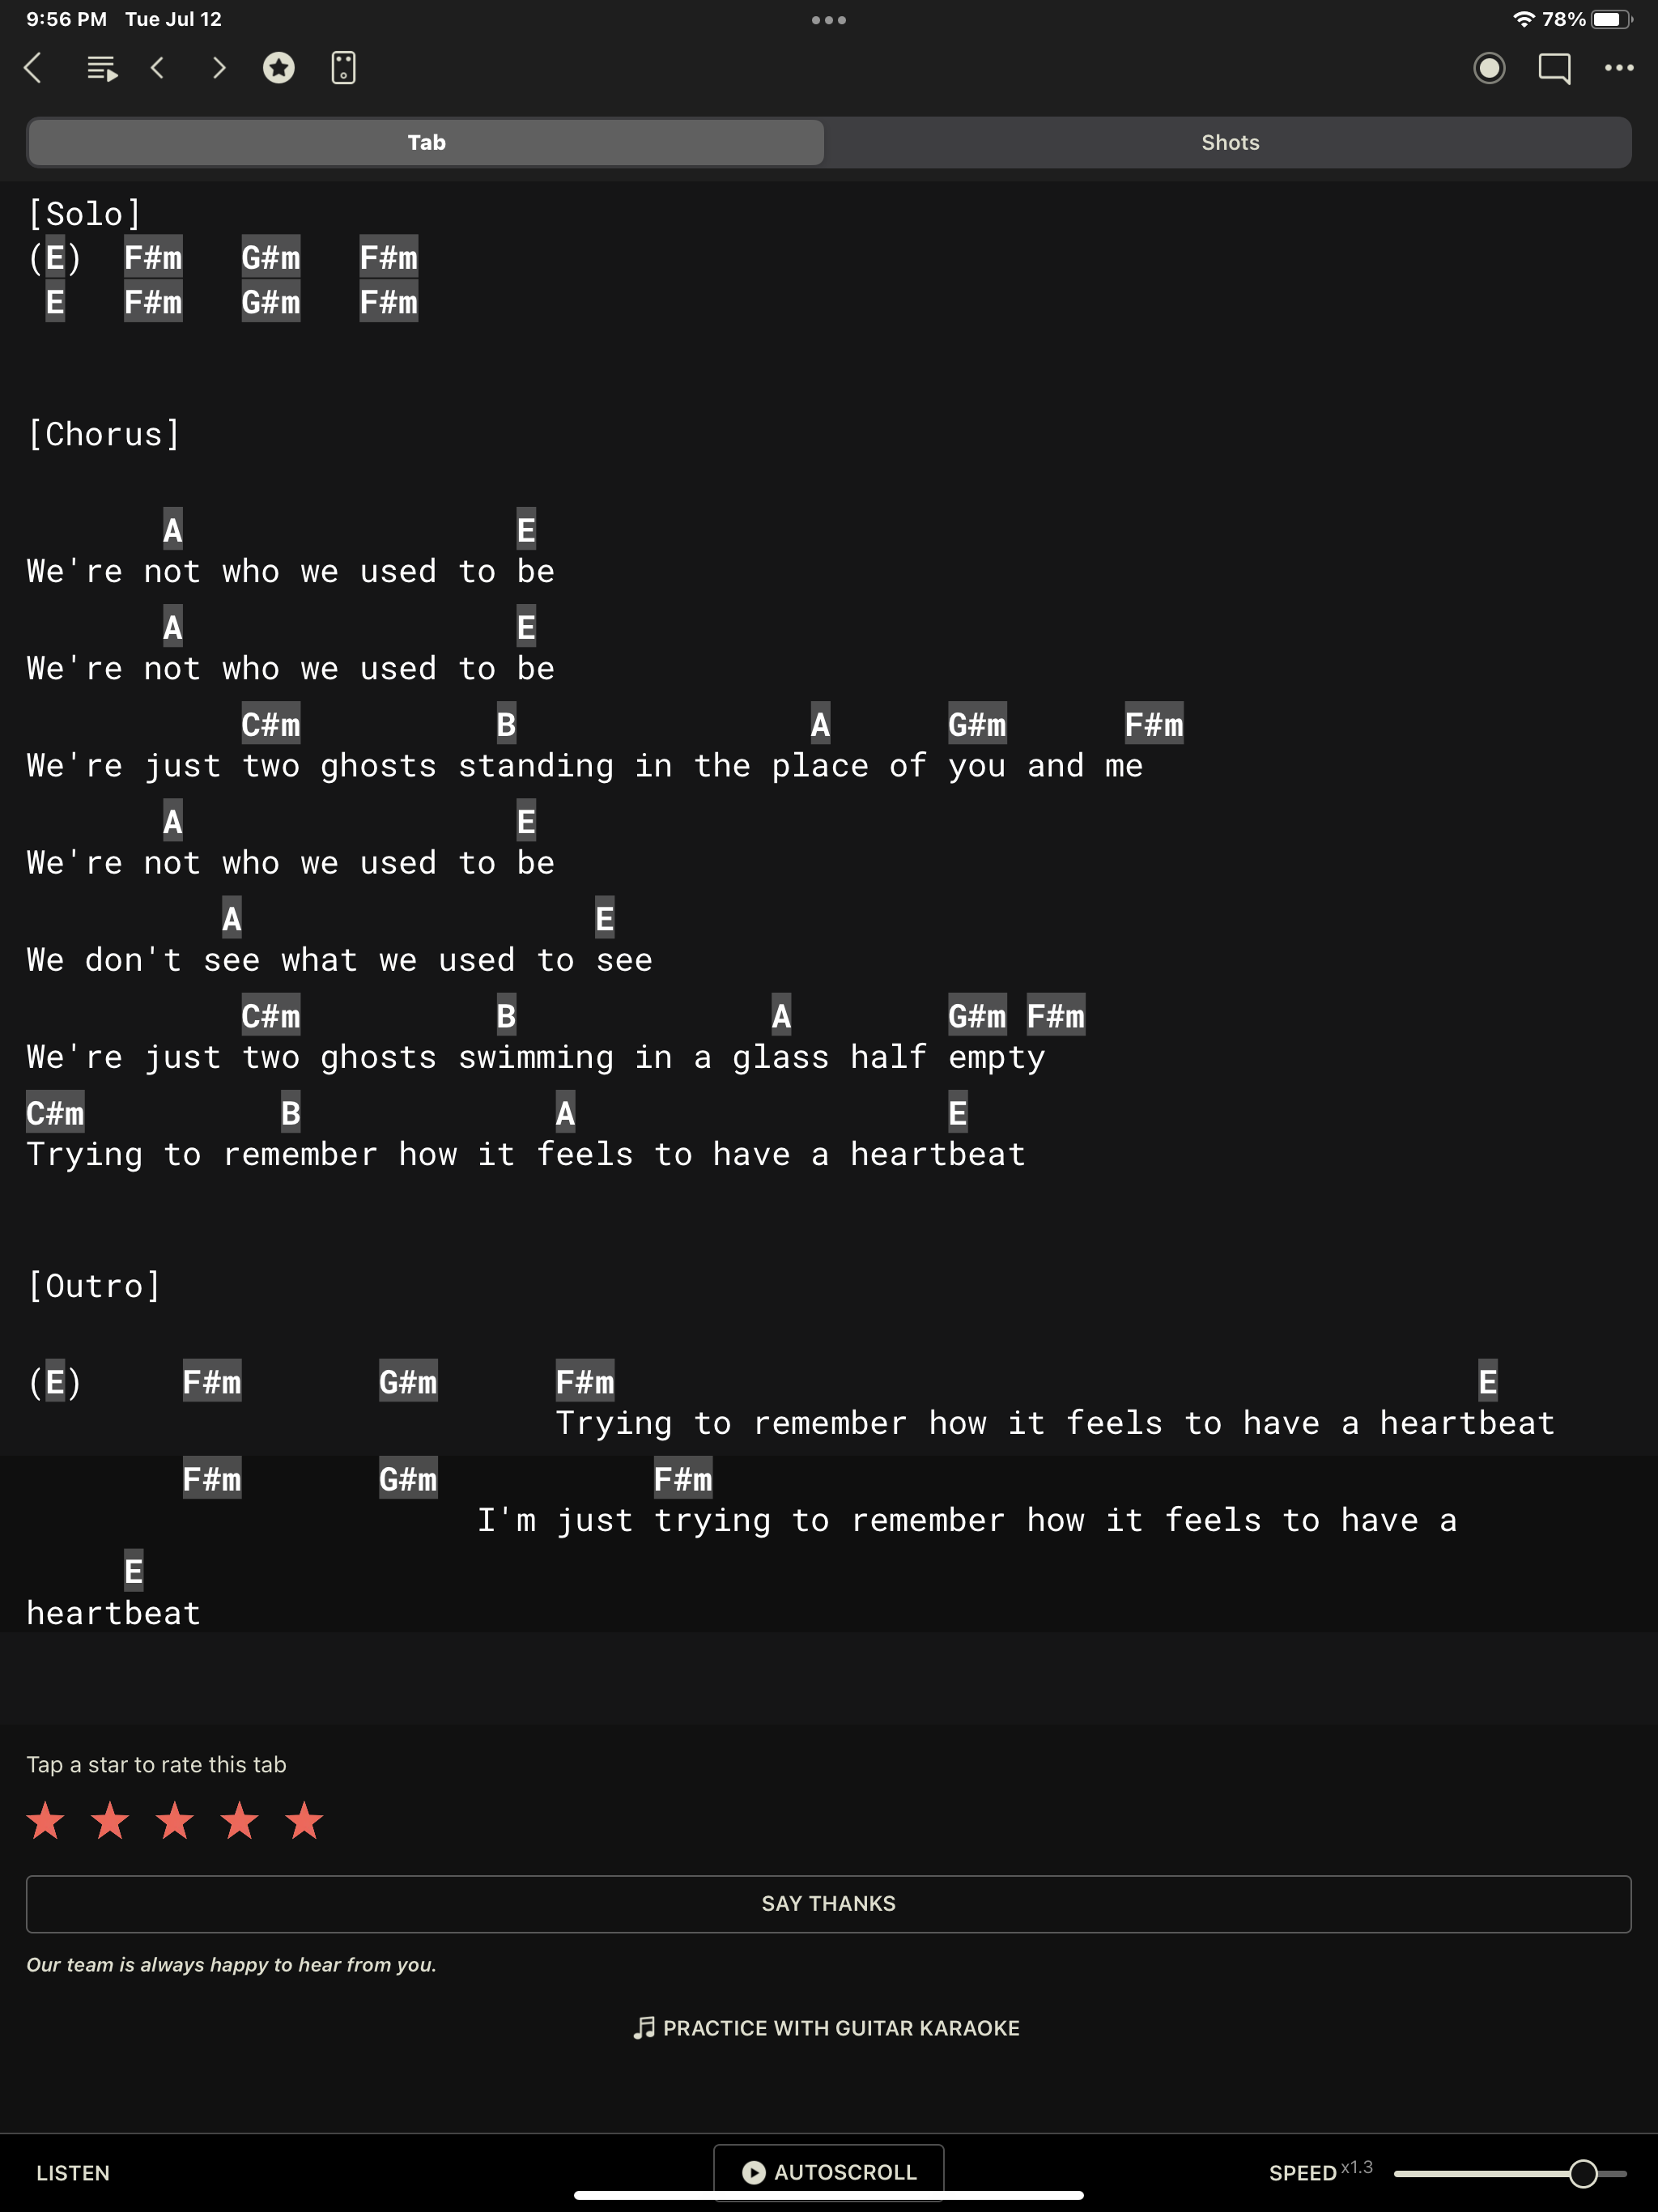 9:56 PM Tue Jul 12 78%
Tab Shots
[Solo]
(E) F#m G#m F#m
E F#m G#m F#m
[Chorus]
A E
We're not who we used to be
A E
We're not who we used to be
C#m B A G#m F#m
We're just two ghosts standing in the place of you and me
A E
We're not who we used to be
A E
We don't see what we used to see
C#m B A G#m F#m
We're just two ghosts swimming in a glass half empty
C#m B A E
Trying to remember how it feels to have a heartbeat
[Outro]
(E) F#m G#m F#m E
Trying to remember how it feels to have a heartbeat
F#m G#m F#m
I'm just trying to remember how it feels to have a
E
heartbeat
Tap a star to rate this tab
SAY THANKS
Our team is always happy to hear from you.
PRACTICE WITH GUITAR KARAOKE
LISTEN AUTOSCROLL SPEED x1.3